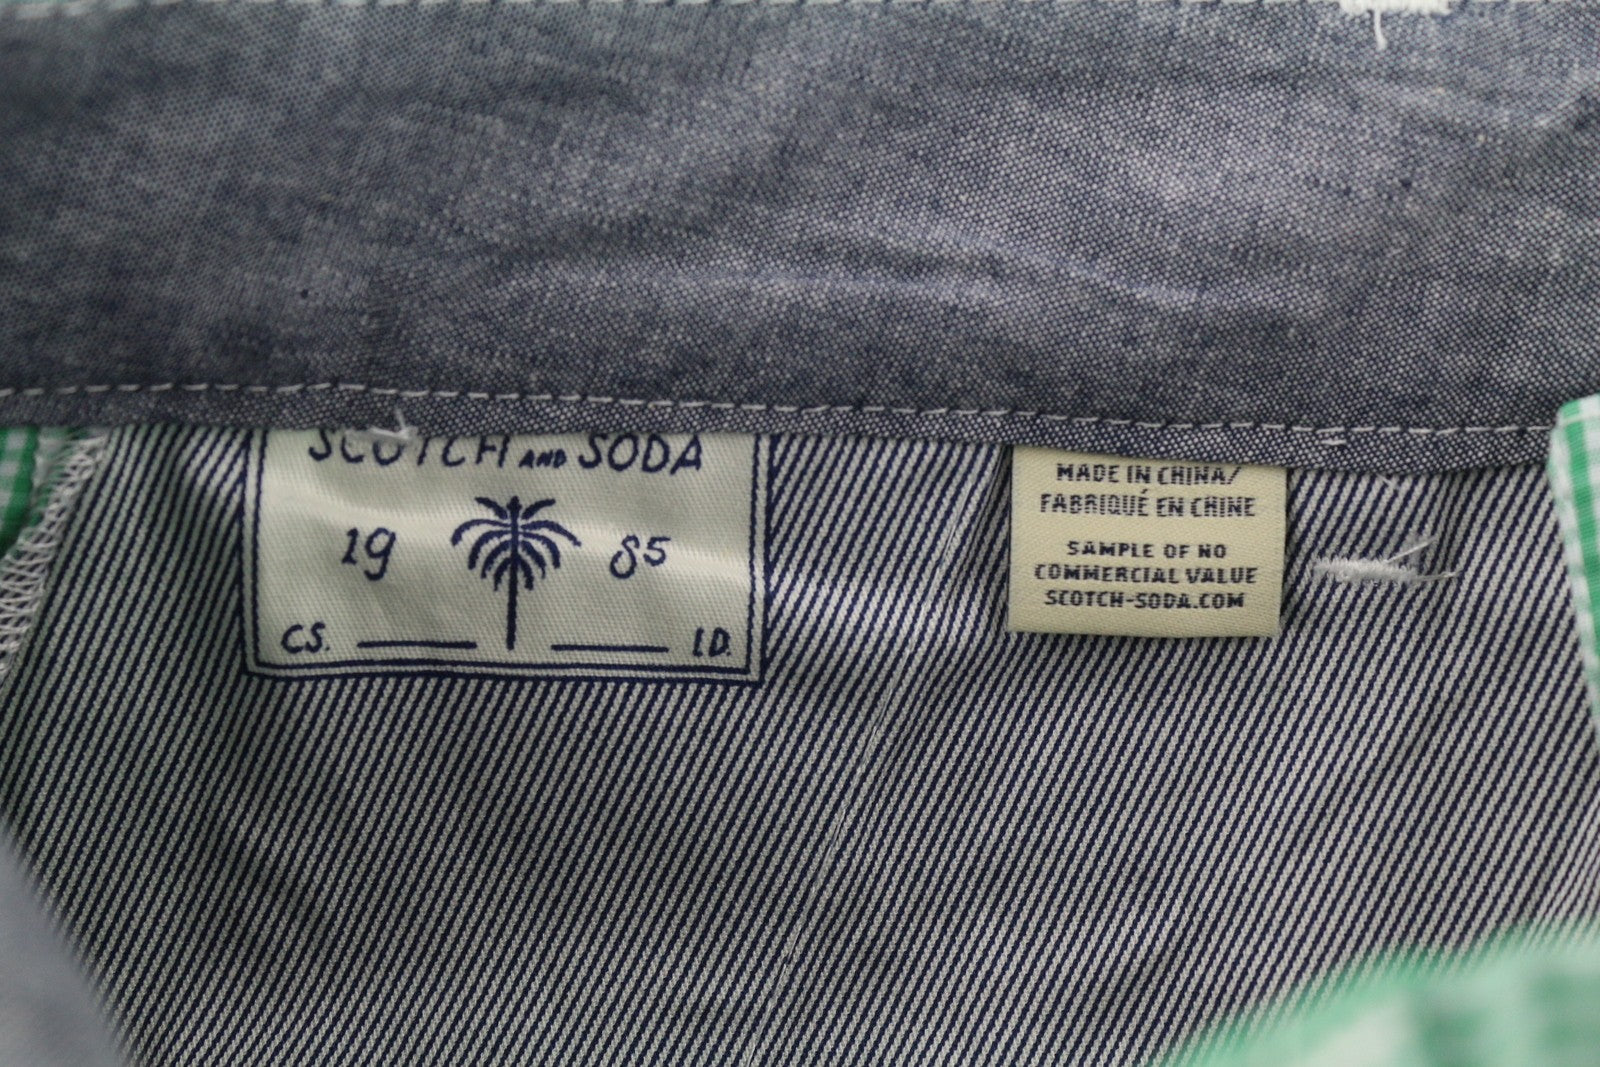 SCOTCH AND SODA
19 85
CS. I.D.
MADE IN CHINA/
FABRIQUÉ EN CHINE
SAMPLE OF NO
COMMERCIAL VALUE
SCOTCH-SODA.COM